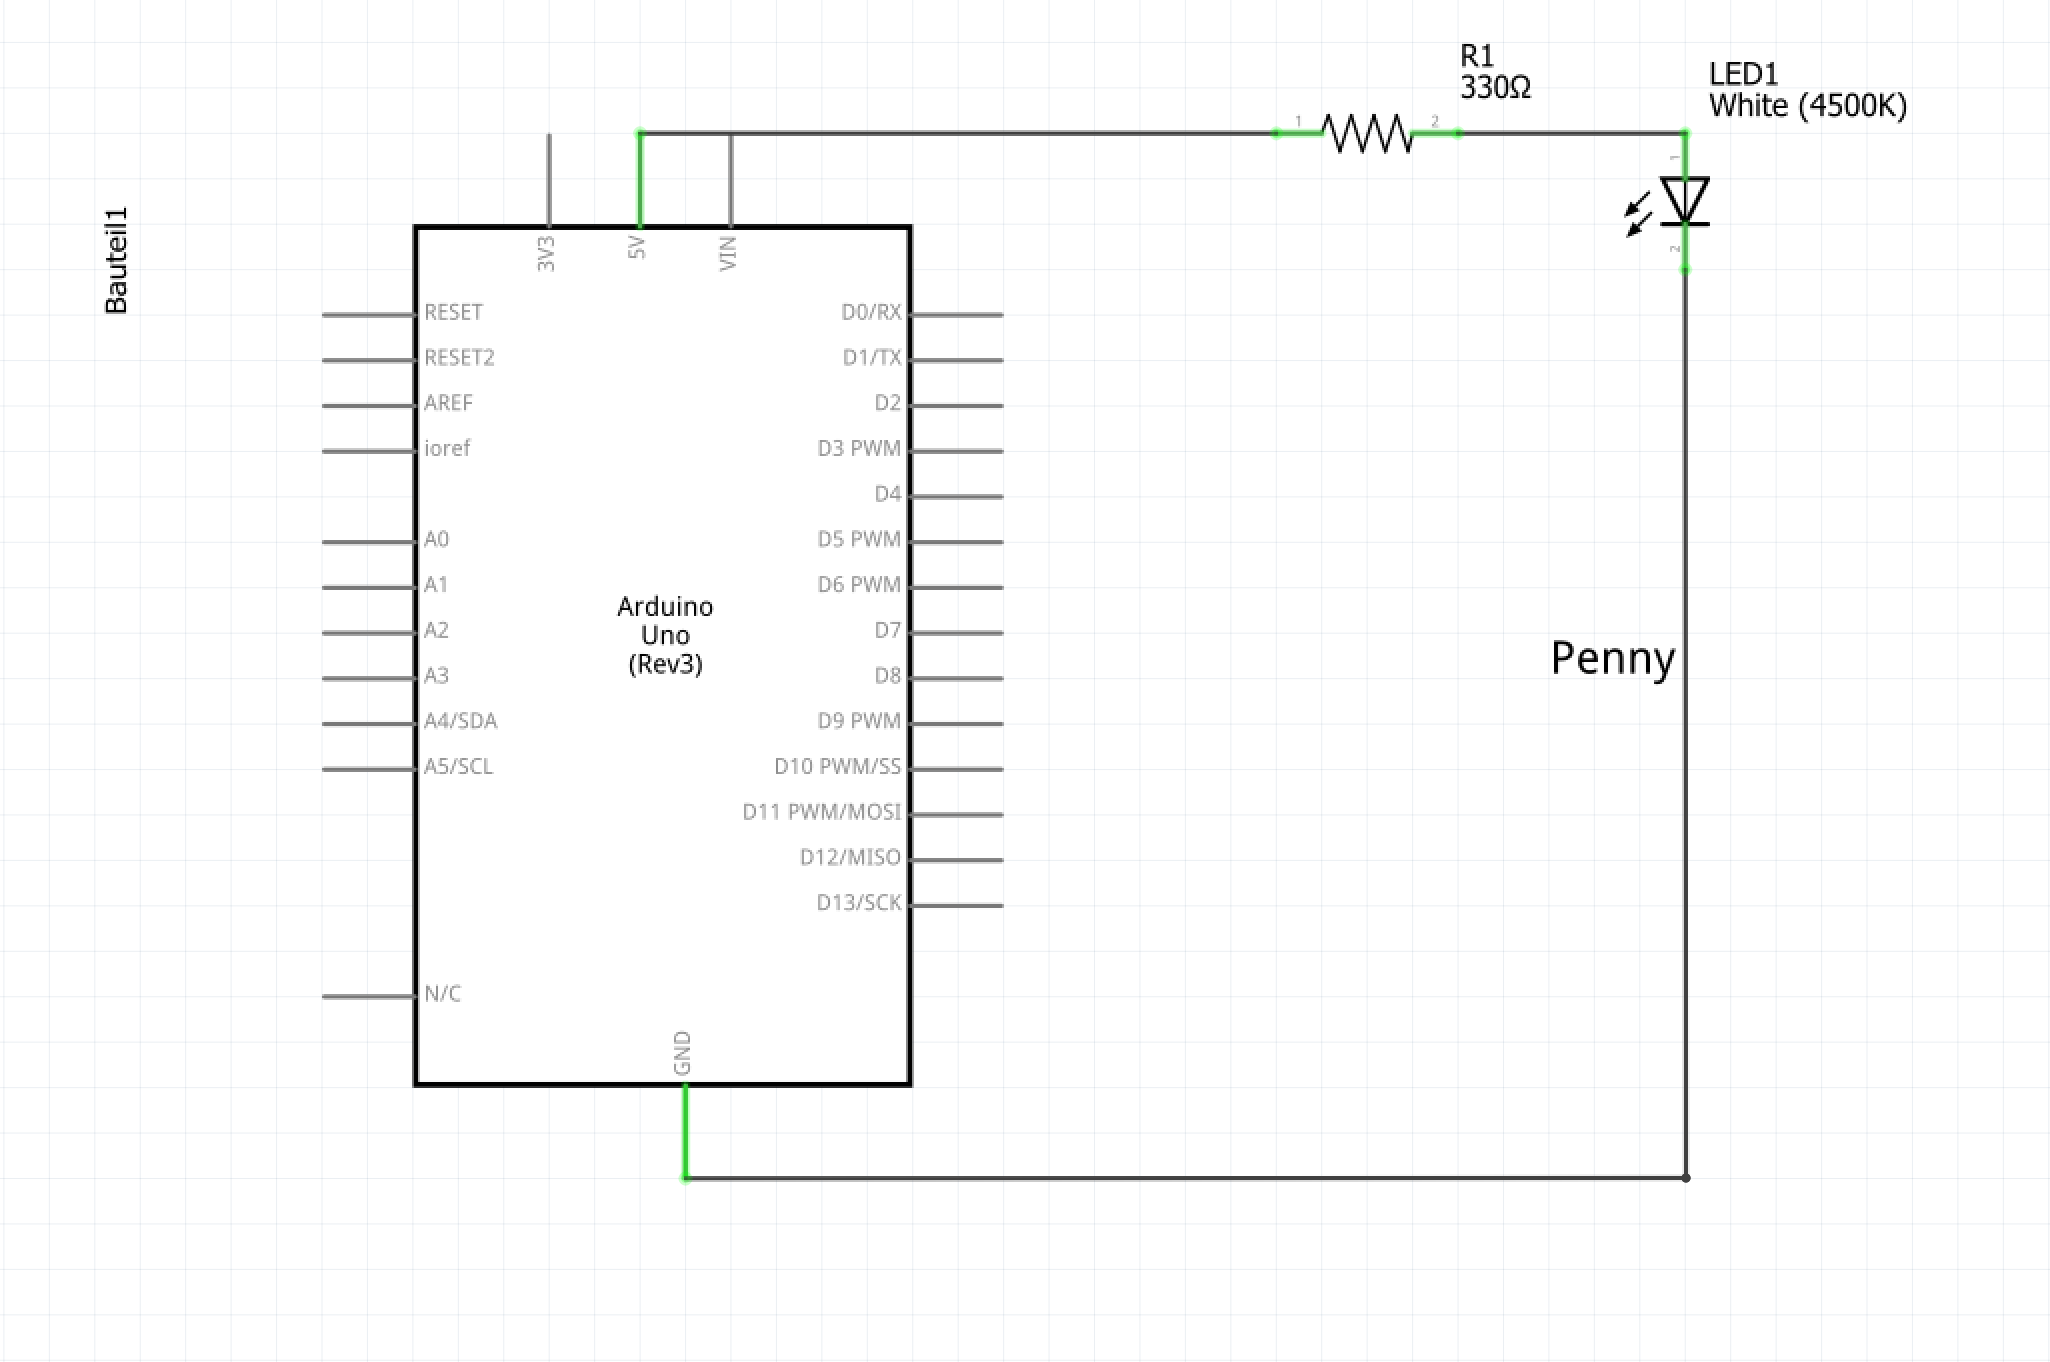 R1
330Ω
LED1
White (4500K)
1
2
1
2
Bauteil1
3V3
5V
VIN
RESET
RESET2
AREF
ioref
A0
A1
A2
A3
A4/SDA
A5/SCL
N/C
Arduino
Uno
(Rev3)
D0/RX
D1/TX
D2
D3 PWM
D4
D5 PWM
D6 PWM
D7
D8
D9 PWM
D10 PWM/SS
D11 PWM/MOSI
D12/MISO
D13/SCK
GND
Penny